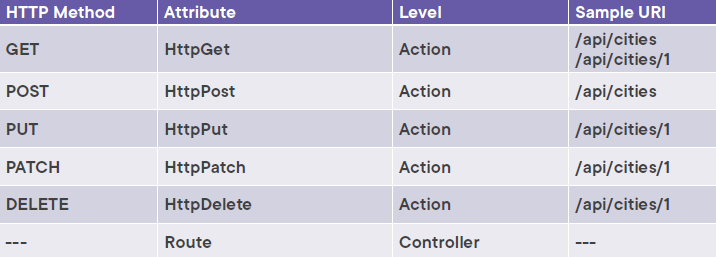 HTTP Method Attribute Level Sample URI
GET HttpGet Action /api/cities
/api/cities/1
POST HttpPost Action /api/cities
PUT HttpPut Action /api/cities/1
PATCH HttpPatch Action /api/cities/1
DELETE HttpDelete Action /api/cities/1
--- Route Controller ---